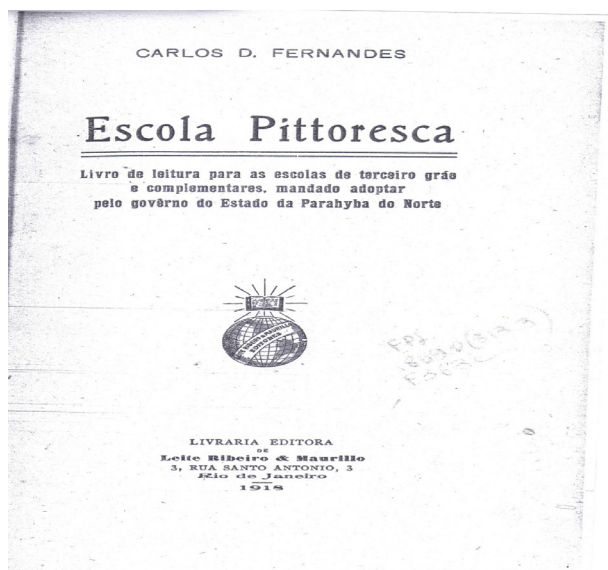 CARLOS D. FERNANDES
Escola Pittoresca
Livro de leitura para as escolas de terceiro gráo
e complementares, mandado adoptar
pelo govêrno do Estado da Parahyba do Norte
LIVRARIA EDITORA
DE
Leite Ribeiro & Maurillo
3, RUA SANTO ANTONIO, 3
Rio de Janeiro
1918